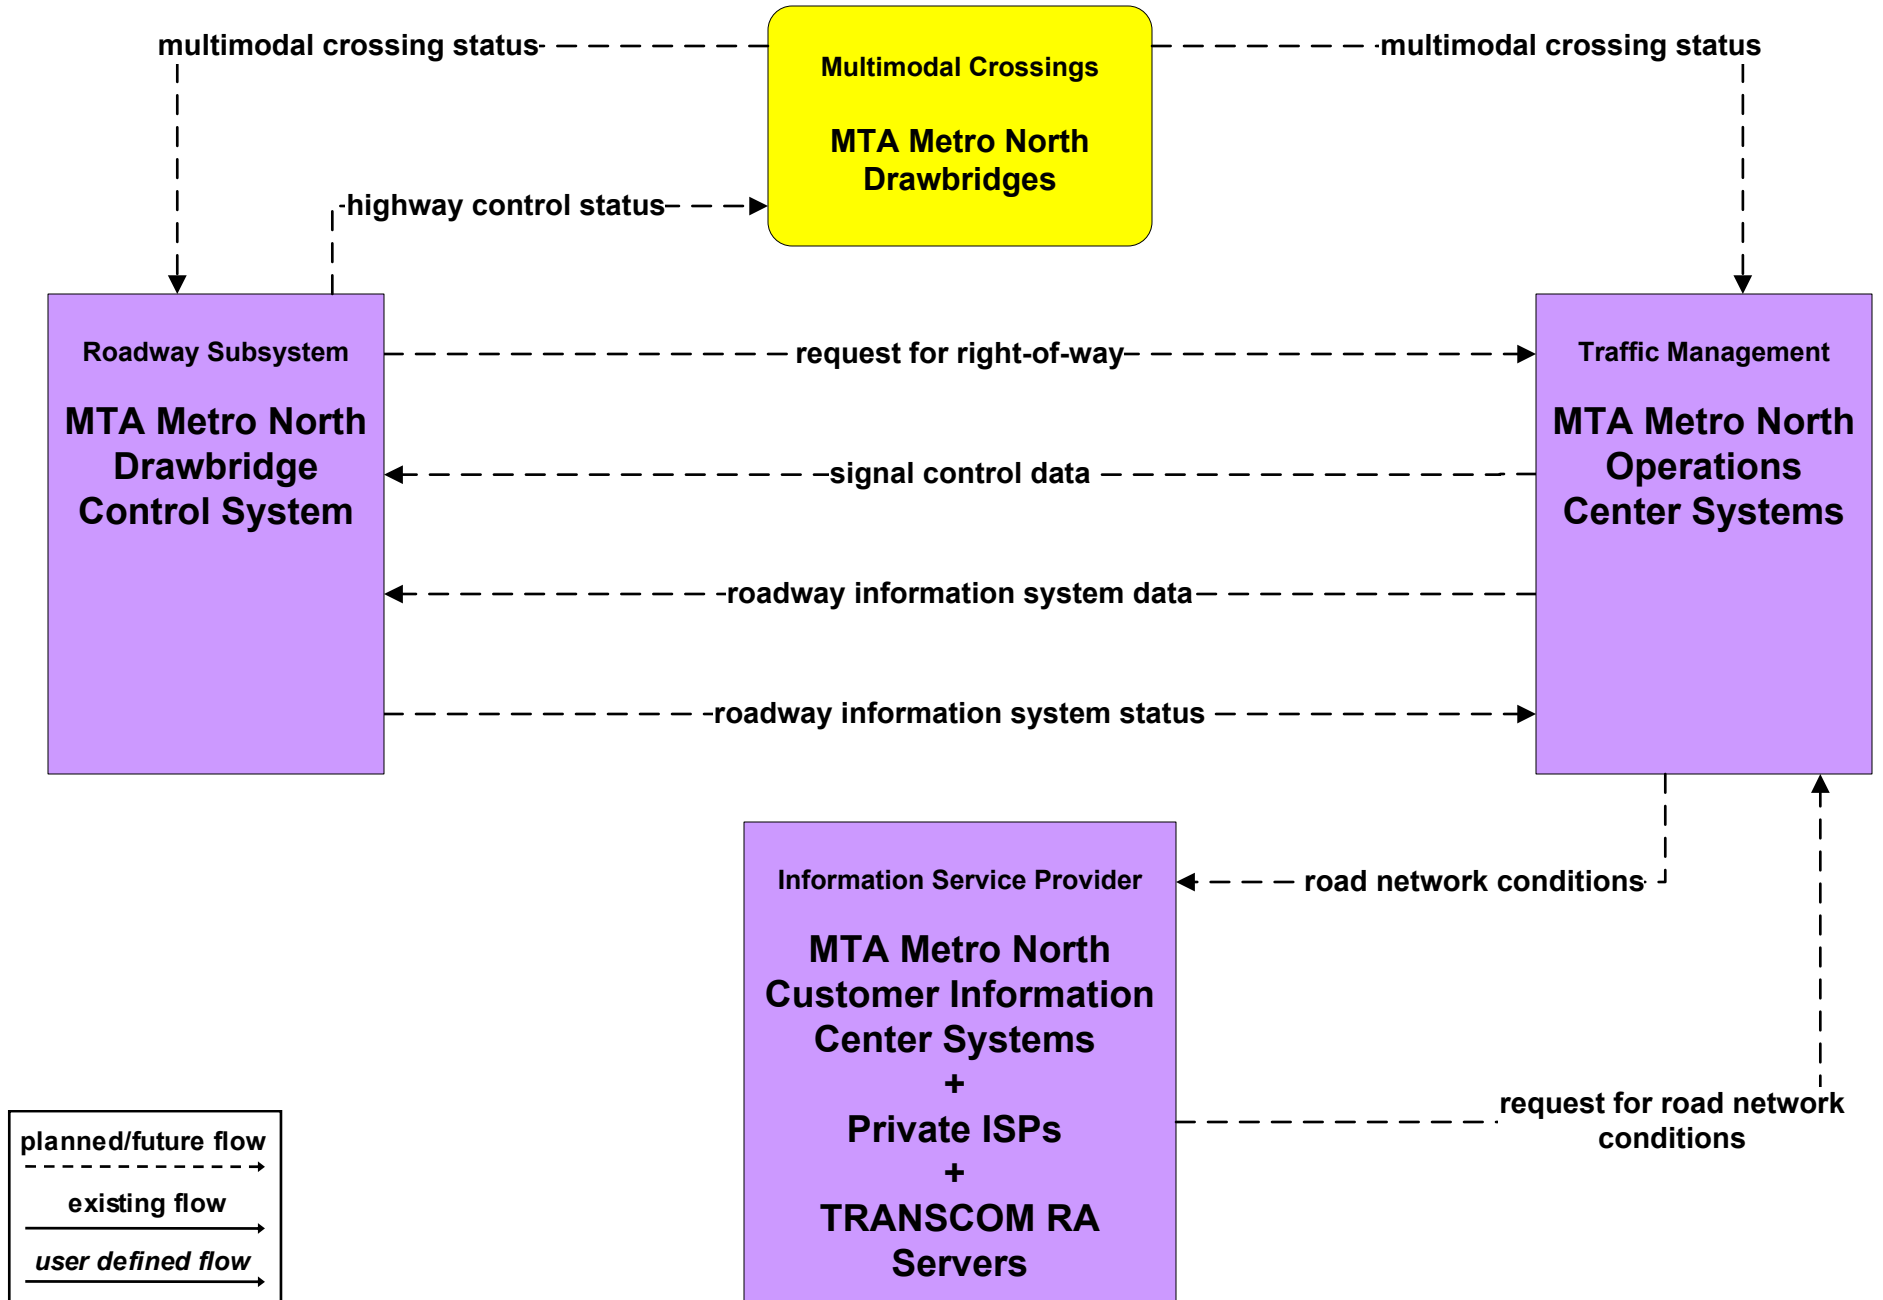 multimodal crossing status
multimodal crossing status
Multimodal Crossings
MTA Metro North
Drawbridges
highway control status
Roadway Subsystem
MTA Metro North
Drawbridge
Control System
request for right-of-way
signal control data
roadway information system data
roadway information system status
Traffic Management
MTA Metro North
Operations
Center Systems
Information Service Provider
MTA Metro North
Customer Information
Center Systems
+
Private ISPs
+
TRANSCOM RA
Servers
road network conditions
request for road network
conditions
planned/future flow
existing flow
user defined flow